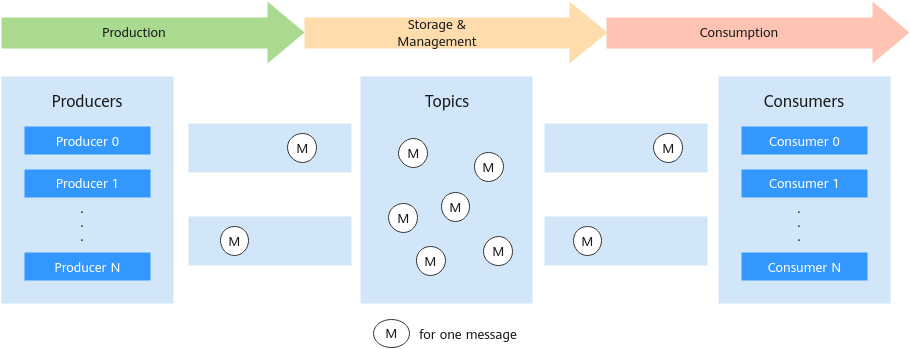 Production
Storage &
Management
Consumption
Producers
Topics
Consumers
Producer 0
M
M
M
M
Consumer 0
Producer 1
Consumer 1
M
M
.
.
.
.
.
.
M
M
M
M
Producer N
M
Consumer N
M for one message